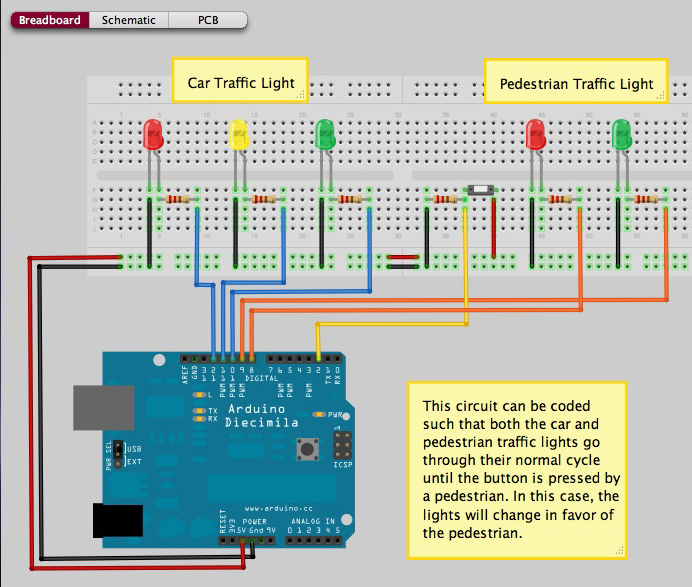 Breadboard Schematic PCB
Car Traffic Light
Pedestrian Traffic Light
AREF
GND
13
12
11
10
9
8
7
6
5
4
3
2
1
0
PWM
PWM
PWM
PWM
PWM
PWM
TX
RX
DIGITAL
L
TX
RX
Arduino
Diecimila
PWR
1
ICSP
PWR SEL
USB
EXT
www.arduino.cc
POWER
RESET
3V3
5V
Gnd
9V
ANALOG IN
0 1 2 3 4 5
This circuit can be coded
such that both the car and
pedestrian traffic lights go
through their normal cycle
until the button is pressed by
a pedestrian. In this case, the
lights will change in favor of
the pedestrian.